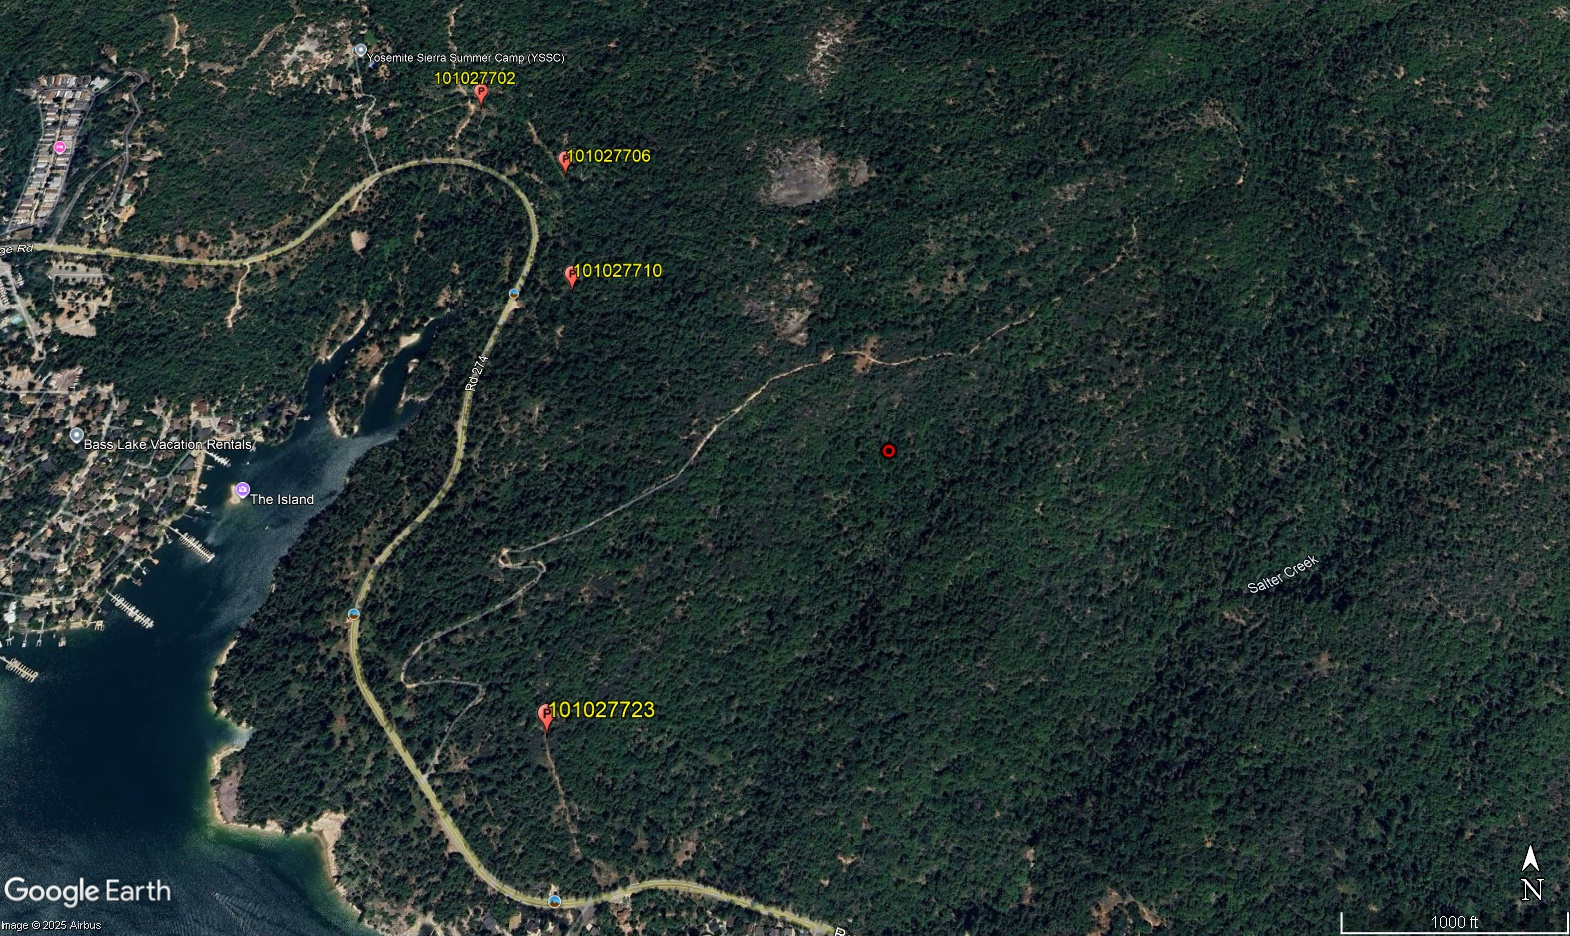 Yosemite Sierra Summer Camp (YSSC)
101027702
101027706
ge Rd
101027710
Rd 274
Bass Lake Vacation Rentals
The Island
Salter Creek
101027723
Google Earth
N
Image © 2025 Airbus
1000 ft